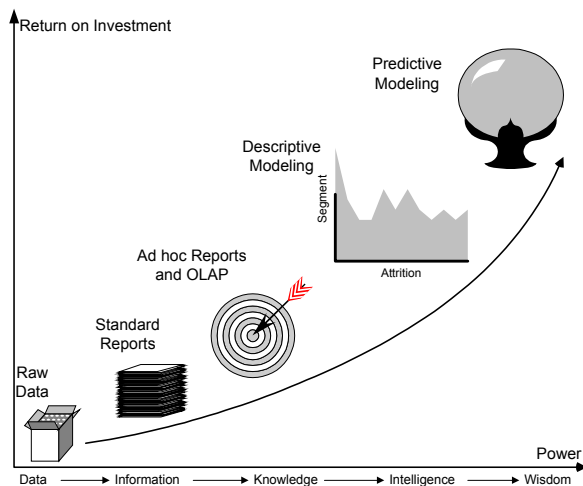 Return on Investment
Predictive
Modeling
Descriptive
Modeling
Segment
Attrition
Ad hoc Reports
and OLAP
Standard
Reports
Raw
Data
Power
Data Information Knowledge Intelligence Wisdom